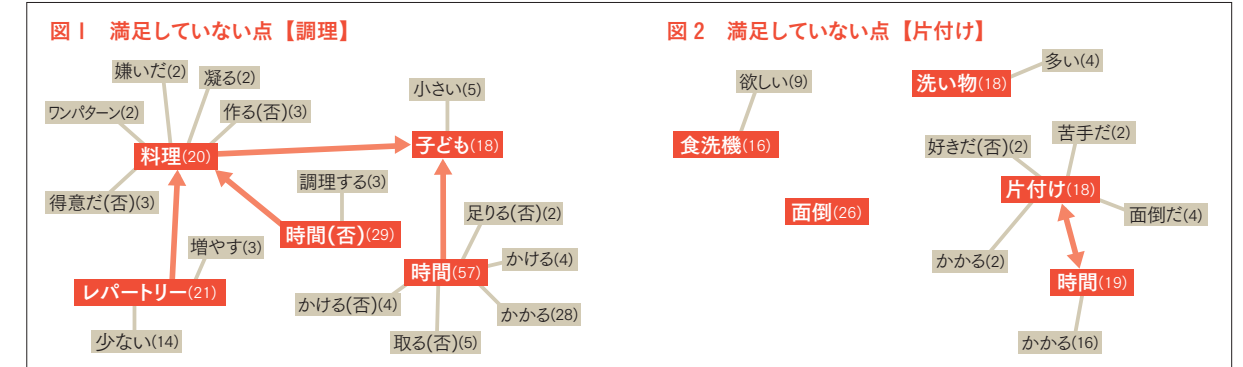 図1 満足していない点【調理】
嫌いだ(2)
凝る(2)
ワンパターン(2)
作る(否)(3)
料理(20)
得意だ(否)(3)
小さい(5)
子ども(18)
調理する(3)
時間(否)(29)
増やす(3)
レパートリー(21)
少ない(14)
足りる(否)(2)
かける(4)
時間(57)
かける(否)(4)
かかる(28)
取る(否)(5)
図2 満足していない点【片付け】
欲しい(9)
食洗機(16)
多い(4)
洗い物(18)
面倒(26)
好きだ(否)(2)
苦手だ(2)
片付け(18)
面倒だ(4)
かかる(2)
時間(19)
かかる(16)